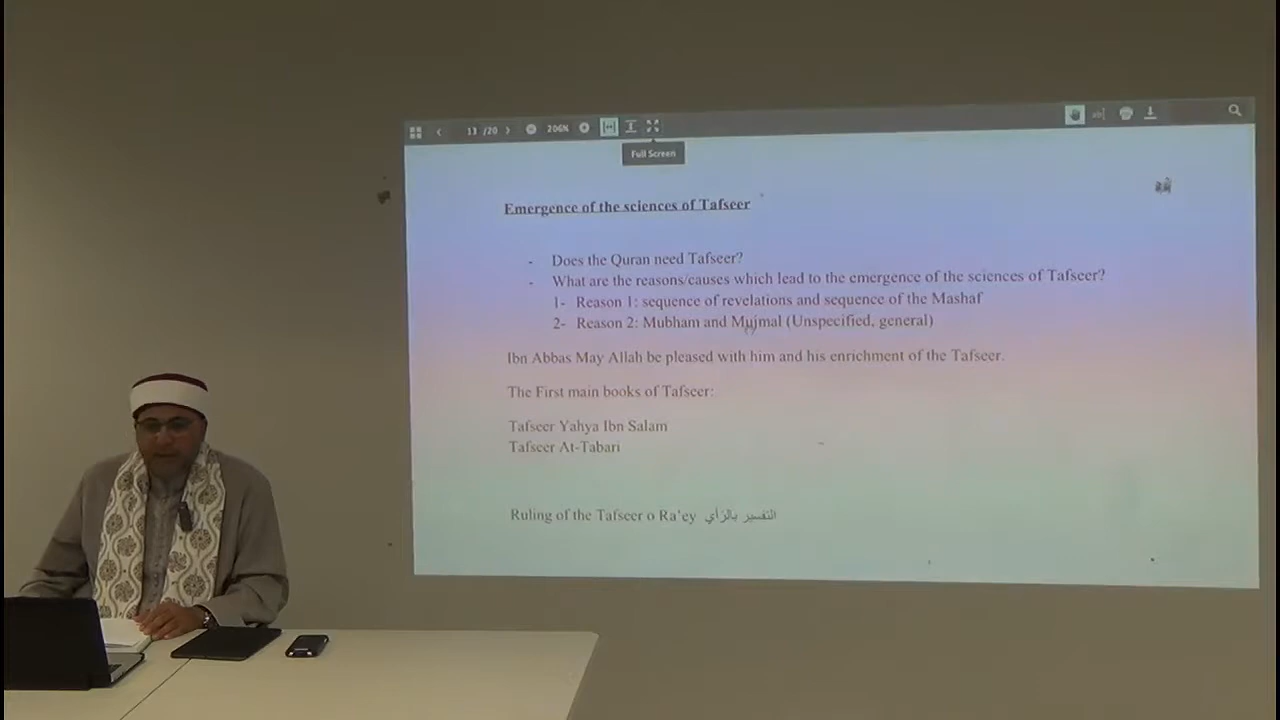 13 /20
206%
Full Screen
Emergence of the sciences of Tafseer
- Does the Quran need Tafseer?
- What are the reasons/causes which lead to the emergence of the sciences of Tafseer?
1- Reason 1: sequence of revelations and sequence of the Mashaf
2- Reason 2: Mubham and Mujmal (Unspecified, general)
Ibn Abbas May Allah be pleased with him and his enrichment of the Tafseer.
The First main books of Tafseer:
Tafseer Yahya Ibn Salam
Tafseer At-Tabari
Ruling of the Tafseer o Ra'ey التفسير بالرأي